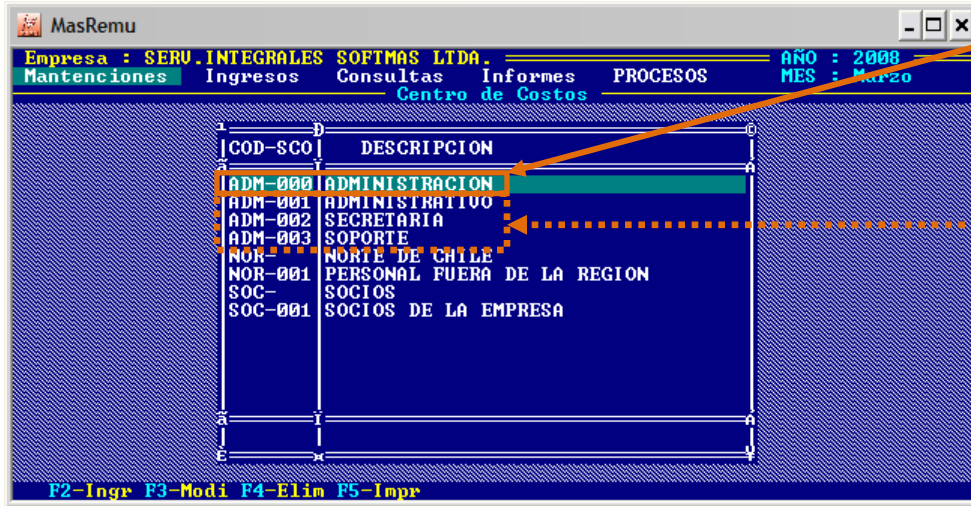 MasRemu
Empresa : SERV.INTEGRALES SOFTMAS LTDA. AÑO : 2008
Mantenciones Ingresos Consultas Informes PROCESOS MES : Marzo
Centro de Costos
COD-SCO DESCRIPCION
ADM-000 ADMINISTRACION
ADM-001 ADMINISTRATIVO
ADM-002 SECRETARIA
ADM-003 SOPORTE
NOR- NORTE DE CHILE
NOR-001 PERSONAL FUERA DE LA REGION
SOC- SOCIOS
SOC-001 SOCIOS DE LA EMPRESA
F2-Ingr F3-Modi F4-Elim F5-Impr